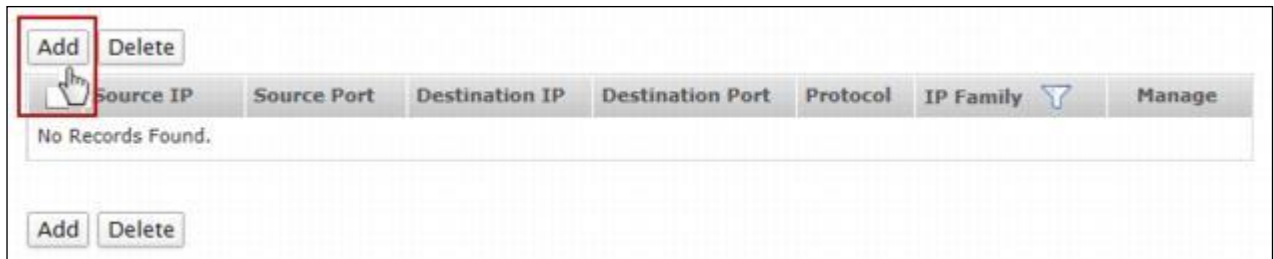 Add Delete
Source IP Source Port Destination IP Destination Port Protocol IP Family Manage
No Records Found.
Add Delete